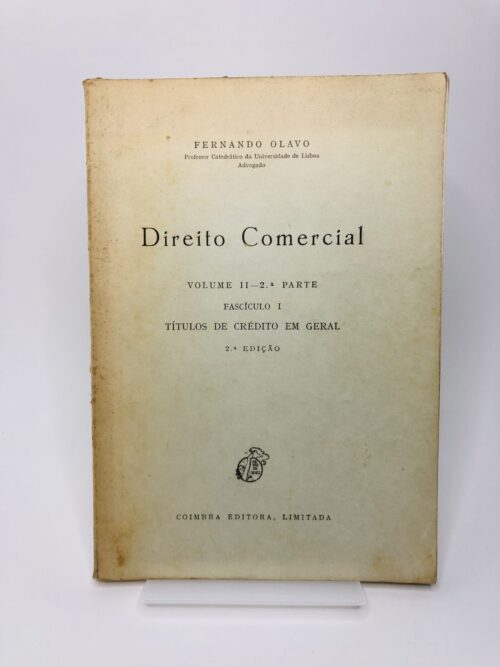 FERNANDO OLAVO
Professor Catedrático da Universidade de Lisboa
Advogado
Direito Comercial
VOLUME II—2.ª PARTE
FASCÍCULO I
TÍTULOS DE CRÉDITO EM GERAL
2.ª EDIÇÃO
COIMBRA EDITORA, LIMITADA